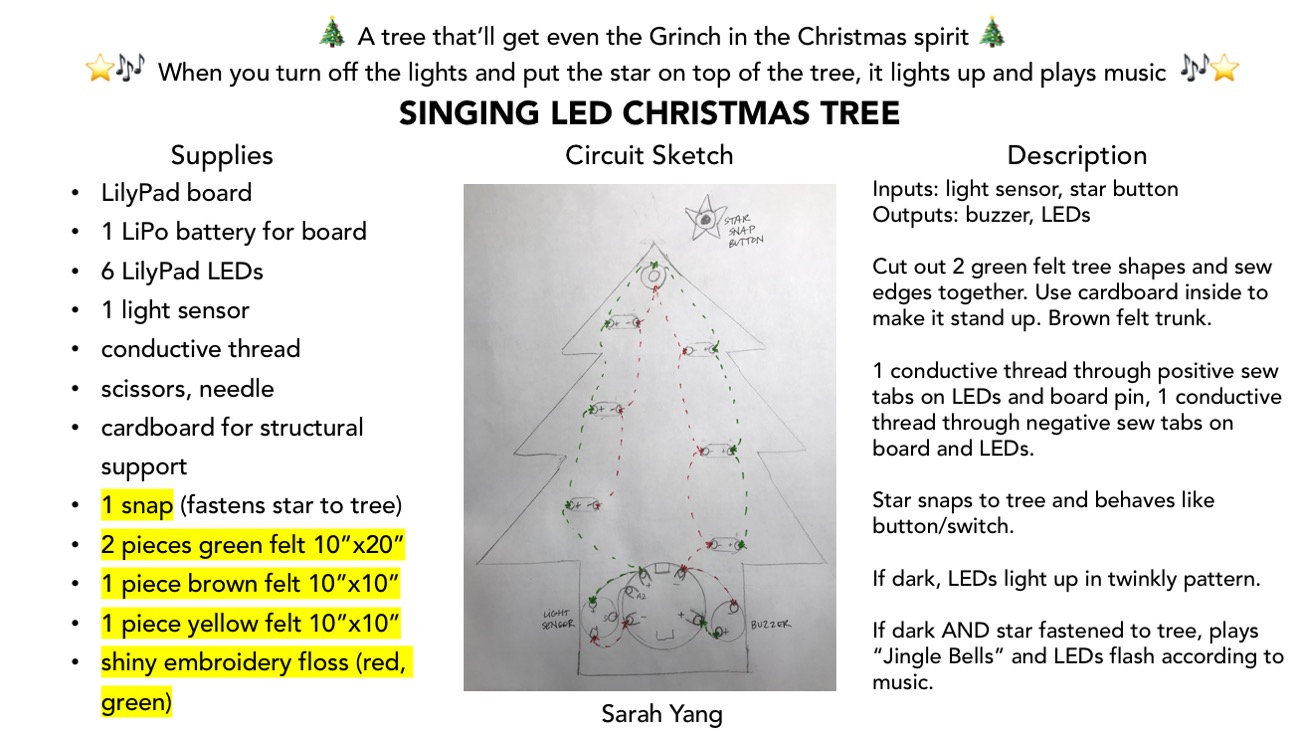 🎄 A tree that'll get even the Grinch in the Christmas spirit 🎄
⭐🎶 When you turn off the lights and put the star on top of the tree, it lights up and plays music 🎶⭐
SINGING LED CHRISTMAS TREE
Supplies
• LilyPad board
• 1 LiPo battery for board
• 6 LilyPad LEDs
• 1 light sensor
• conductive thread
• scissors, needle
• cardboard for structural
support
• 1 snap (fastens star to tree)
• 2 pieces green felt 10”x20”
• 1 piece brown felt 10”x10”
• 1 piece yellow felt 10”x10”
• shiny embroidery floss (red,
green)
Circuit Sketch
STAR
SNAP
BUTTON
LIGHT
SENSOR
BUZZER
Sarah Yang
Description
Inputs: light sensor, star button
Outputs: buzzer, LEDs
Cut out 2 green felt tree shapes and sew
edges together. Use cardboard inside to
make it stand up. Brown felt trunk.
1 conductive thread through positive sew
tabs on LEDs and board pin, 1 conductive
thread through negative sew tabs on
board and LEDs.
Star snaps to tree and behaves like
button/switch.
If dark, LEDs light up in twinkly pattern.
If dark AND star fastened to tree, plays
“Jingle Bells” and LEDs flash according to
music.